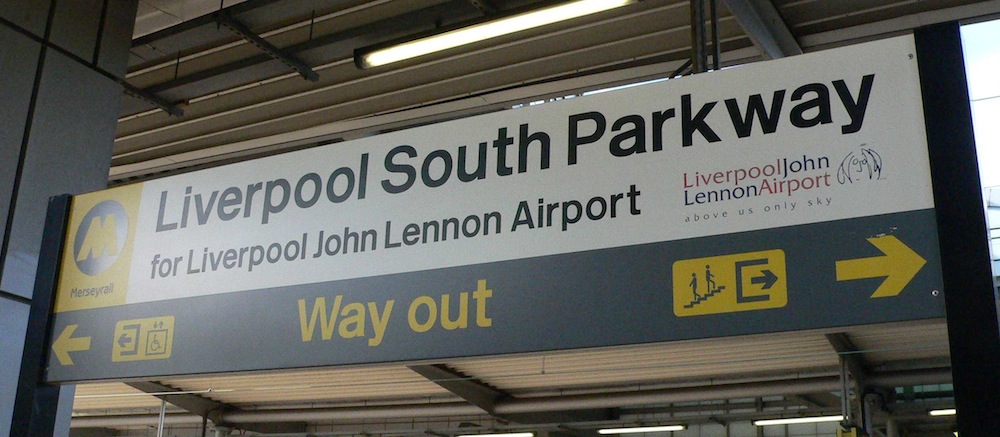 Liverpool South Parkway
for Liverpool John Lennon Airport
LiverpoolJohn
LennonAirport
above us only sky
Merseyrail
Way out